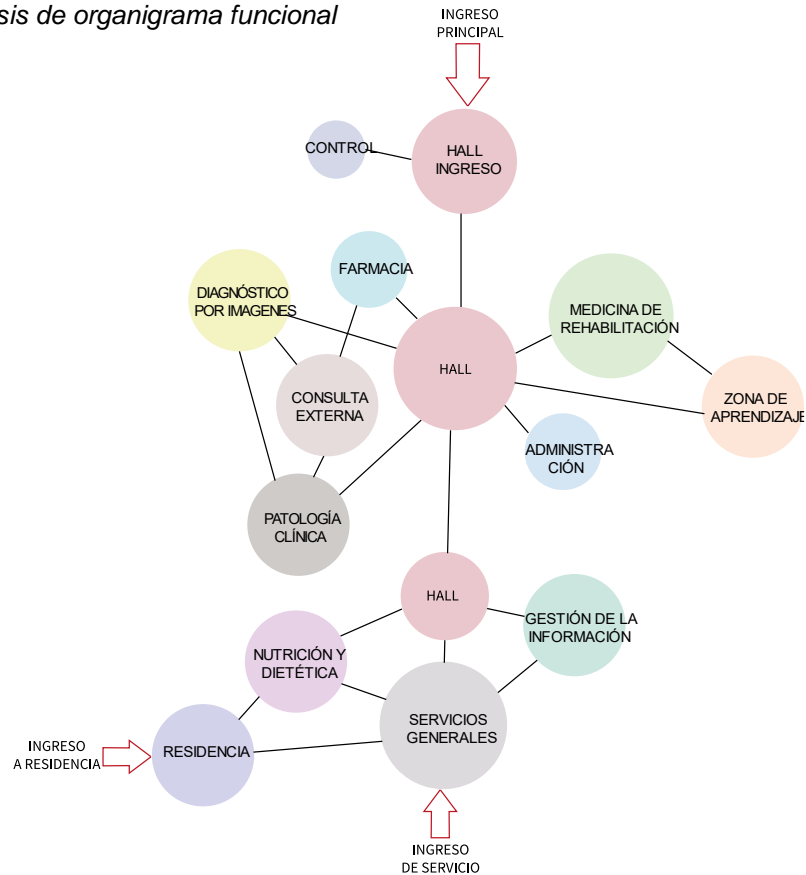 sis de organigrama funcional
INGRESO
PRINCIPAL
CONTROL
HALL
INGRESO
FARMACIA
DIAGNÓSTICO
POR IMAGENES
MEDICINA DE
REHABILITACIÓN
HALL
CONSULTA
EXTERNA
ZONA DE
APRENDIZAJE
ADMINISTRA
CIÓN
PATOLOGÍA
CLÍNICA
HALL
GESTIÓN DE LA
INFORMACIÓN
NUTRICIÓN Y
DIETÉTICA
SERVICIOS
GENERALES
INGRESO
A RESIDENCIA
RESIDENCIA
INGRESO
DE SERVICIO